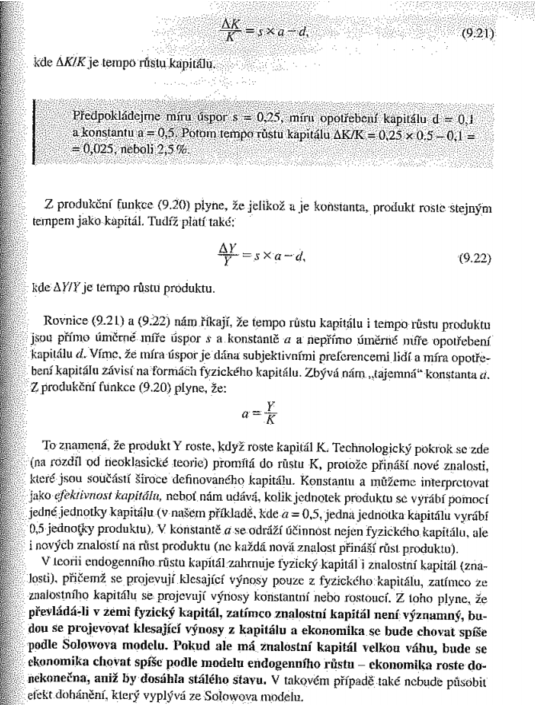 ΔK/K = s × a – d, (9.21)
kde ΔK/K je tempo růstu kapitálu.
Předpokládejme míru úspor s = 0,25, míru opotřebení kapitálu d = 0,1
a konstantu a = 0,5. Potom tempo růstu kapitálu ΔK/K = 0,25 × 0,5 – 0,1 =
= 0,025, neboli 2,5 %.
Z produkční funkce (9.20) plyne, že jelikož a je konstanta, produkt roste stejným
tempem jako kapitál. Tudíž platí také:
ΔY/Y = s × a – d, (9.22)
kde ΔY/Y je tempo růstu produktu.
Rovnice (9.21) a (9.22) nám říkají, že tempo růstu kapitálu i tempo růstu produktu
jsou přímo úměrné míře úspor s a konstantě a a nepřímo úměrné míře opotřebení
kapitálu d. Víme, že míra úspor je dána subjektivními preferencemi lidí a míra opotře-
bení kapitálu závisí na formách fyzického kapitálu. Zbývá nám „tajemná“ konstanta a.
Z produkční funkce (9.20) plyne, že:
a = Y/K
To znamená, že produkt Y roste, když roste kapitál K. Technologický pokrok se zde
(na rozdíl od neoklasické teorie) promítá do růstu K, protože přináší nové znalosti,
které jsou součástí široce definovaného kapitálu. Konstantu a můžeme interpretovat
jako efektivnost kapitálu, neboť nám udává, kolik jednotek produktu se vyrábí pomocí
jedné jednotky kapitálu (v našem příkladě, kde a = 0,5, jedna jednotka kapitálu vyrábí
0,5 jednotky produktu). V konstantě a se odráží účinnost nejen fyzického kapitálu, ale
i nových znalostí na růst produktu (ne každá nová znalost přináší růst produktu).
V teorii endogenního růstu kapitál zahrnuje fyzický kapitál i znalostní kapitál (zna-
losti), přičemž se projevují klesající výnosy pouze z fyzického kapitálu, zatímco ze
znalostního kapitálu se projevují výnosy konstantní nebo rostoucí. Z toho plyne, že
převládá-li v zemi fyzický kapitál, zatímco znalostní kapitál není významný, bu-
dou se projevovat klesající výnosy z kapitálu a ekonomika se bude chovat spíše
podle Solowova modelu. Pokud ale má znalostní kapitál velkou váhu, bude se
ekonomika chovat spíše podle modelu endogenního růstu – ekonomika roste do-
nekonečna, aniž by dosáhla stálého stavu. V takovém případě také nebude působit
efekt dohánění, který vyplývá ze Solowova modelu.